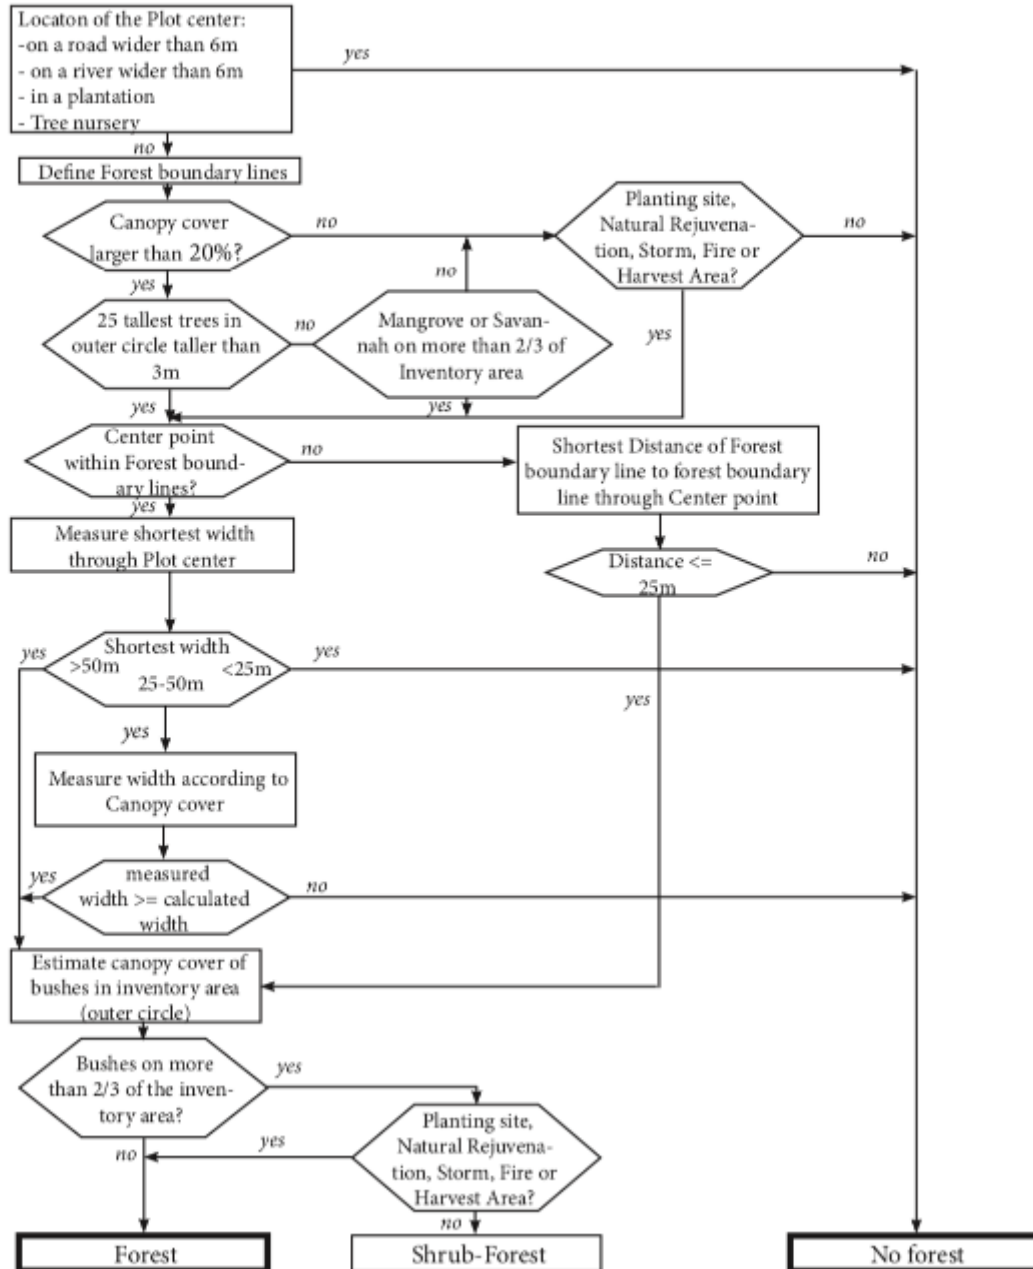 Locaton of the Plot center:
-on a road wider than 6m
- on a river wider than 6m
- in a plantation
- Tree nursery
yes
no
Define Forest boundary lines
Canopy cover
larger than 20%?
no
Planting site,
Natural Rejuvena-
tion, Storm, Fire or
Harvest Area?
no
yes
no
25 tallest trees in
outer circle taller than
3m
no
Mangrove or Savan-
nah on more than 2/3 of
Inventory area
yes
yes
yes
Center point
within Forest bound-
ary lines?
no
Shortest Distance of Forest
boundary line to forest boundary
line through Center point
yes
Measure shortest width
through Plot center
Distance <=
25m
no
yes
Shortest width
>50m
<25m
25-50m
yes
yes
yes
Measure width according to
Canopy cover
yes
measured
width >= calculated
width
no
Estimate canopy cover of
bushes in inventory area
(outer circle)
Bushes on more
than 2/3 of the inven-
tory area?
yes
Planting site,
Natural Rejuvena-
tion, Storm, Fire or
Harvest Area?
yes
no
no
Forest
Shrub-Forest
No forest